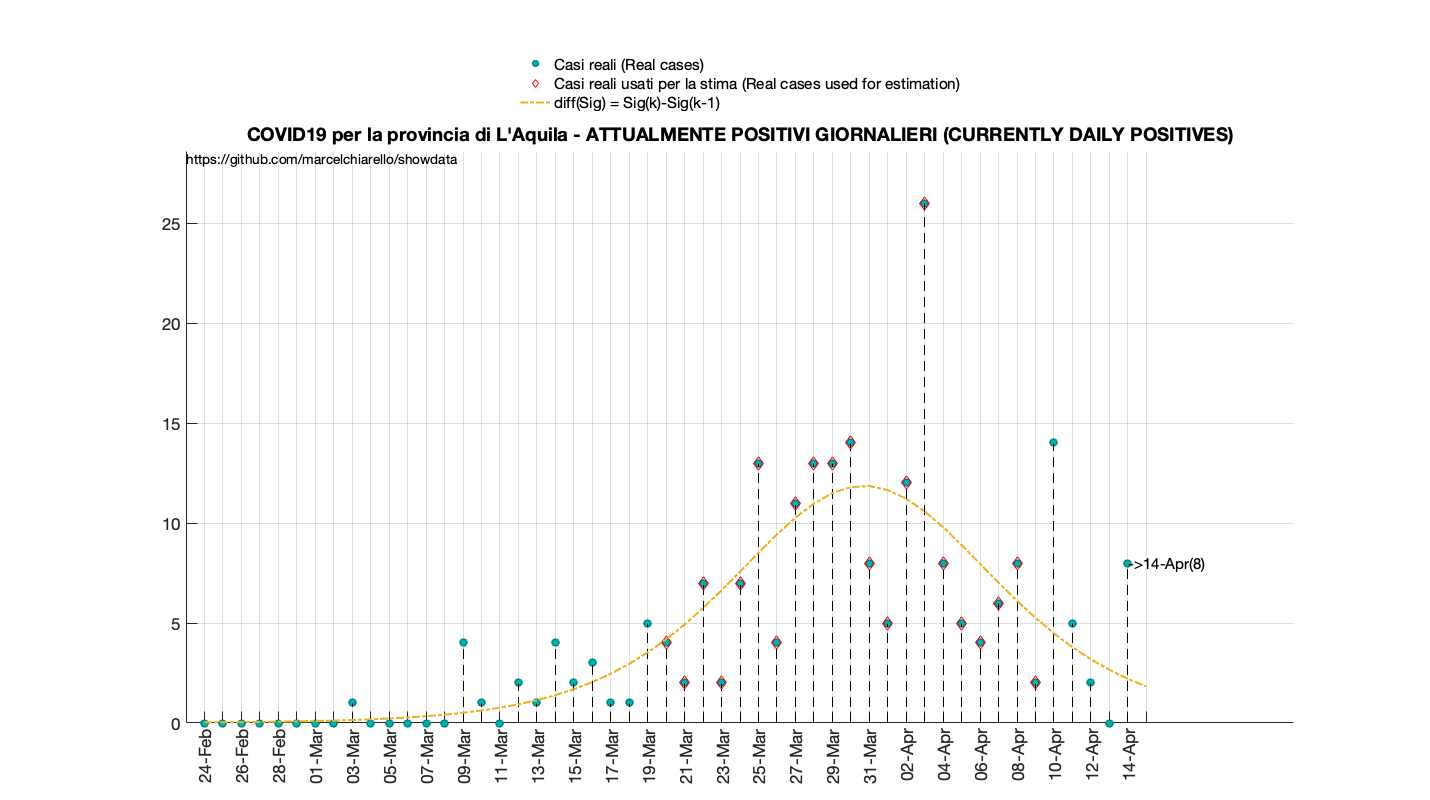 Casi reali (Real cases)
Casi reali usati per la stima (Real cases used for estimation)
diff(Sig) = Sig(k)-Sig(k-1)
COVID19 per la provincia di L'Aquila - ATTUALMENTE POSITIVI GIORNALIERI (CURRENTLY DAILY POSITIVES)
https://github.com/marcelchiarello/showdata
25
20
15
10
5
0
->14-Apr(8)
24-Feb
26-Feb
28-Feb
01-Mar
03-Mar
05-Mar
07-Mar
09-Mar
11-Mar
13-Mar
15-Mar
17-Mar
19-Mar
21-Mar
23-Mar
25-Mar
27-Mar
29-Mar
31-Mar
02-Apr
04-Apr
06-Apr
08-Apr
10-Apr
12-Apr
14-Apr